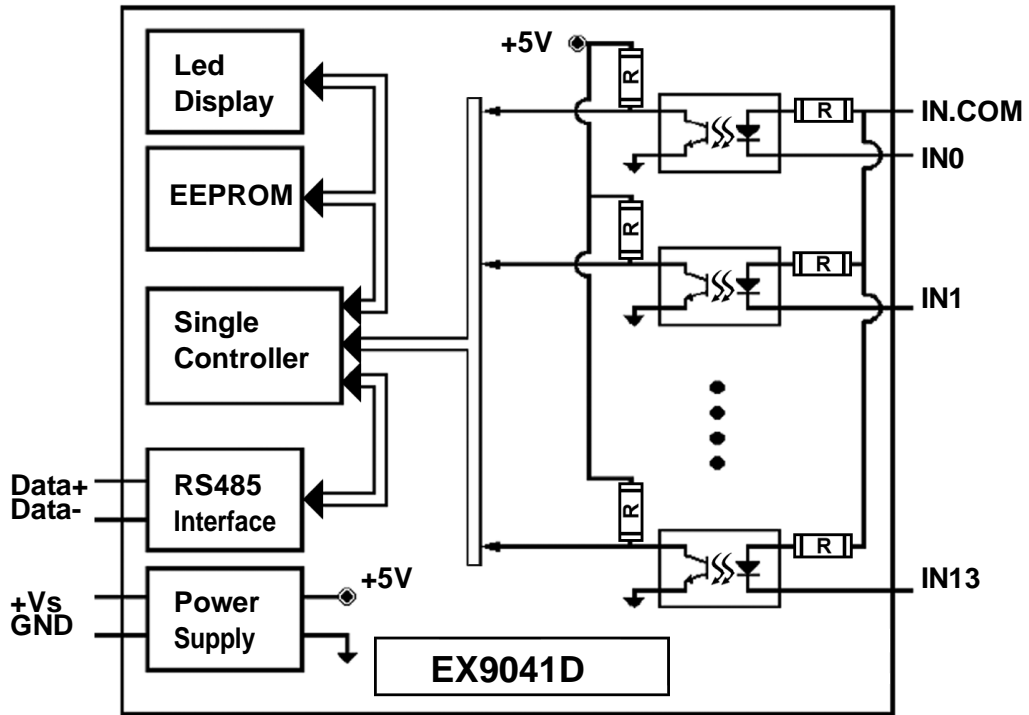 Led
Display
EEPROM
Single
Controller
RS485
Interface
Power
Supply
Data+
Data-
+Vs
GND
+5V
+5V
R
R
IN.COM
IN0
R
R
IN1
R
R
IN13
EX9041D